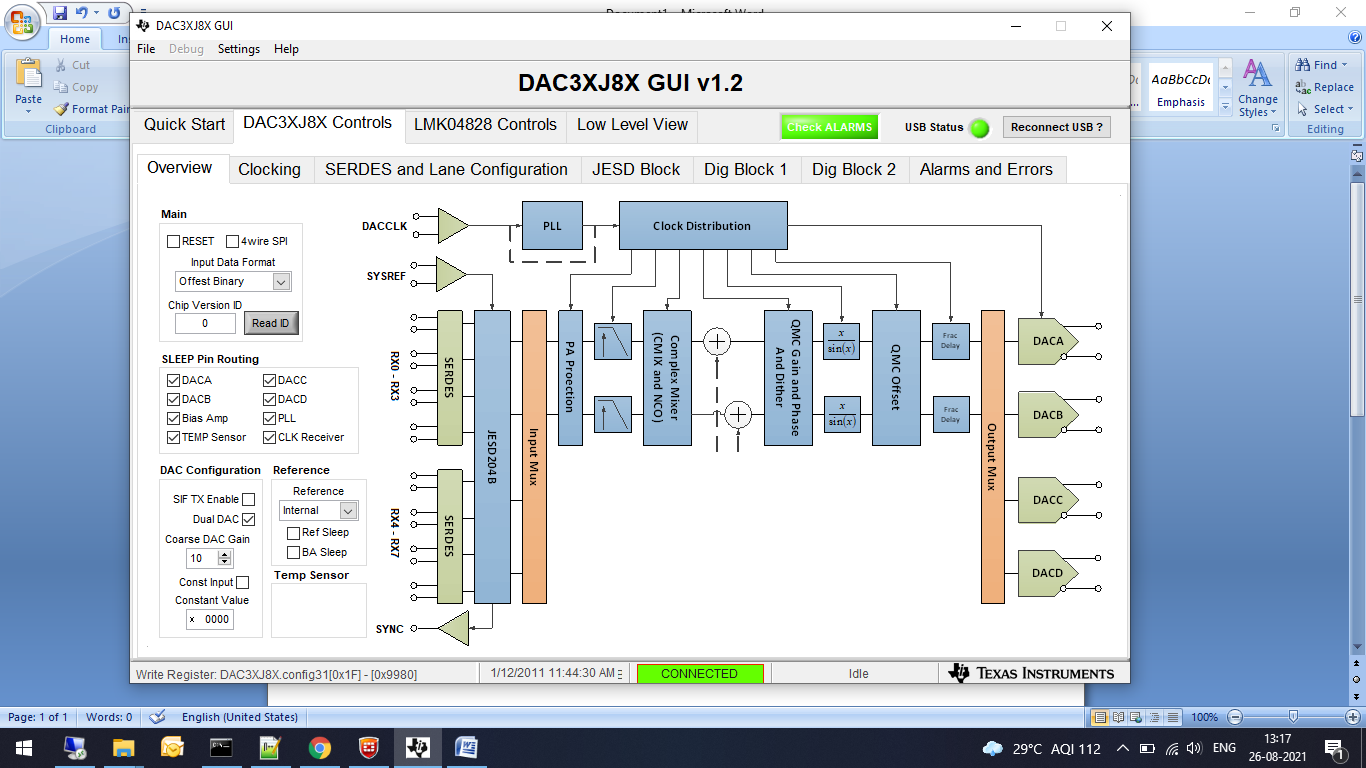 Document1 - Microsoft Word
DAC3XJ8X GUI
File Debug Settings Help
Home
Cut
Copy
Format Pain
Paste
Clipboard
DAC3XJ8X GUI v1.2
AaBbCcDc
Emphasis
Change Styles
Find
Replace
Select
Editing
Quick Start DAC3XJ8X Controls LMK04828 Controls Low Level View
Check ALARMS USB Status Reconnect USB ?
Overview Clocking SERDES and Lane Configuration JESD Block Dig Block 1 Dig Block 2 Alarms and Errors
Main
RESET 4wire SPI
Input Data Format
Offest Binary
Chip Version ID
0 Read ID
SLEEP Pin Routing
DACA DACC
DACB DACD
Bias Amp PLL
TEMP Sensor CLK Receiver
DAC Configuration
SIF TX Enable
Dual DAC
Coarse DAC Gain
10
Const Input
Constant Value
x 0000
Reference
Reference
Internal
Ref Sleep
BA Sleep
Temp Sensor
DACCLK
PLL
Clock Distribution
SYSREF
RX0 - RX3
SERDES
RX4 - RX7
SERDES
JESD204B
Input Mux
PA Proection
Complex Mixer
(CMIX and NCO)
QMC Gain and Phase
And Dither
x
sin(x)
x
sin(x)
QMC Offset
Frac
Delay
Frac
Delay
Output Mux
DACA
DACB
DACC
DACD
SYNC
Write Register: DAC3XJ8X.config31[0x1F] - [0x9980]
1/12/2011 11:44:30 AM
CONNECTED
Idle
TEXAS INSTRUMENTS
Page: 1 of 1 Words: 0 English (United States) 100%
29°C AQI 112 ENG
13:17
26-08-2021
1